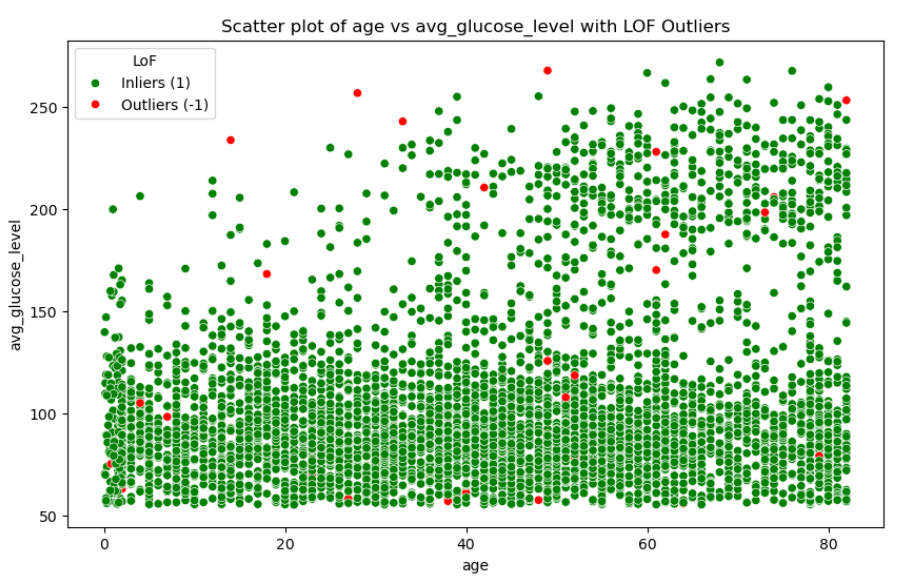 Scatter plot of age vs avg_glucose_level with LOF Outliers
LoF
Inliers (1)
Outliers (-1)
250
200
150
100
50
avg_glucose_level
0 20 40 60 80
age